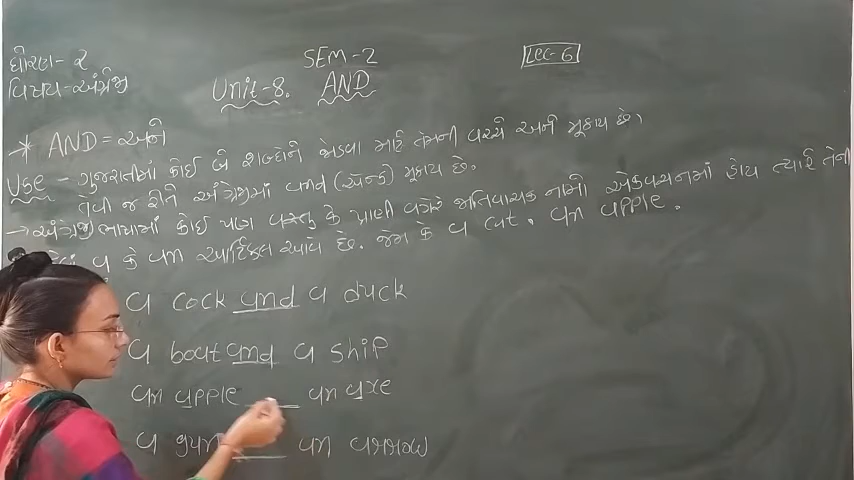 ધોરણ-૨ SEM-2 Lec-6
વિષય-અંગ્રેજી Unit-8. AND
* AND = અને
Use - ગુજરાતીમાં કોઈ બે શબ્દોને જોડવા માટે તેમની વચ્ચે અને મૂકાય છે.
તેવી જ રીતે અંગ્રેજીમાં and (એન્ડ) મૂકાય છે.
→ અંગ્રેજી ભાષામાં કોઈ પણ વસ્તુ કે પ્રાણી વગેરે જાતિવાચક નામો એકવચનમાં હોય ત્યારે તેની
a કે an આર્ટિકલ આવે છે. જેમ કે a cat. an apple.
a cock and a duck
a boat and a ship
an apple ___ an axe
a gun ___ an arrow